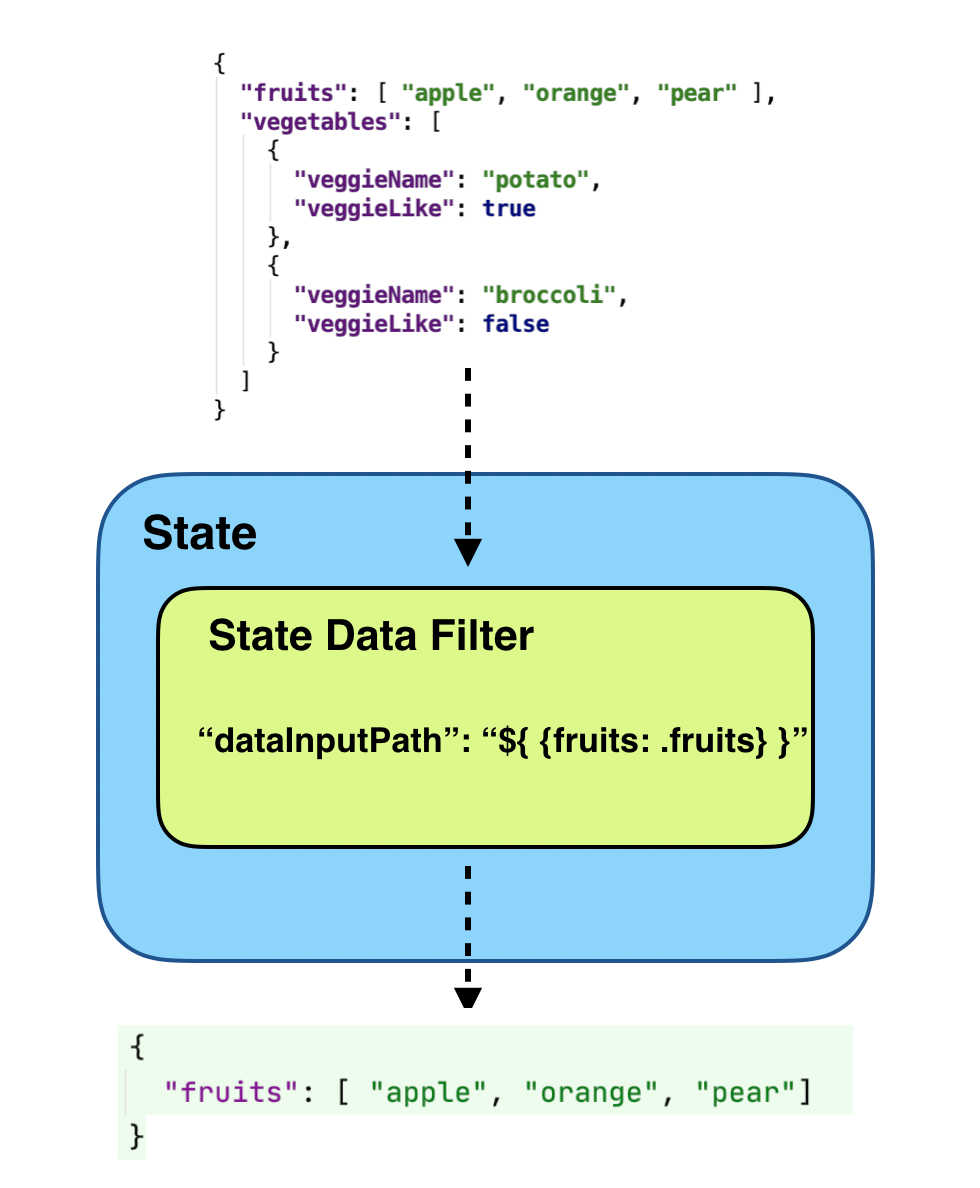 {
  "fruits": [ "apple", "orange", "pear" ],
  "vegetables": [
    {
      "veggieName": "potato",
      "veggieLike": true
    },
    {
      "veggieName": "broccoli",
      "veggieLike": false
    }
  ]
}
State
State Data Filter
“dataInputPath”: “${ {fruits: .fruits} }”
{
  "fruits": [ "apple", "orange", "pear"]
}